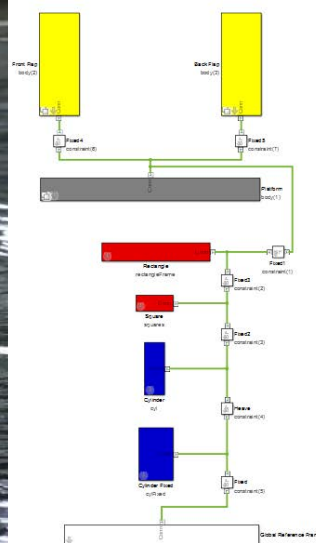 Front Flap
body(2)
Back Flap
body(3)
Fixed4
constraint(6)
Fixed5
constraint(7)
Platform
body(1)
Rectangle
rectangleFrame
Fixed1
constraint(1)
Fixed3
constraint(2)
Square
squares
Fixed2
constraint(3)
Cylinder
cyl
Heave
constraint(4)
Cylinder Fixed
cylFixed
Fixed
constraint(5)
Global Reference Fram